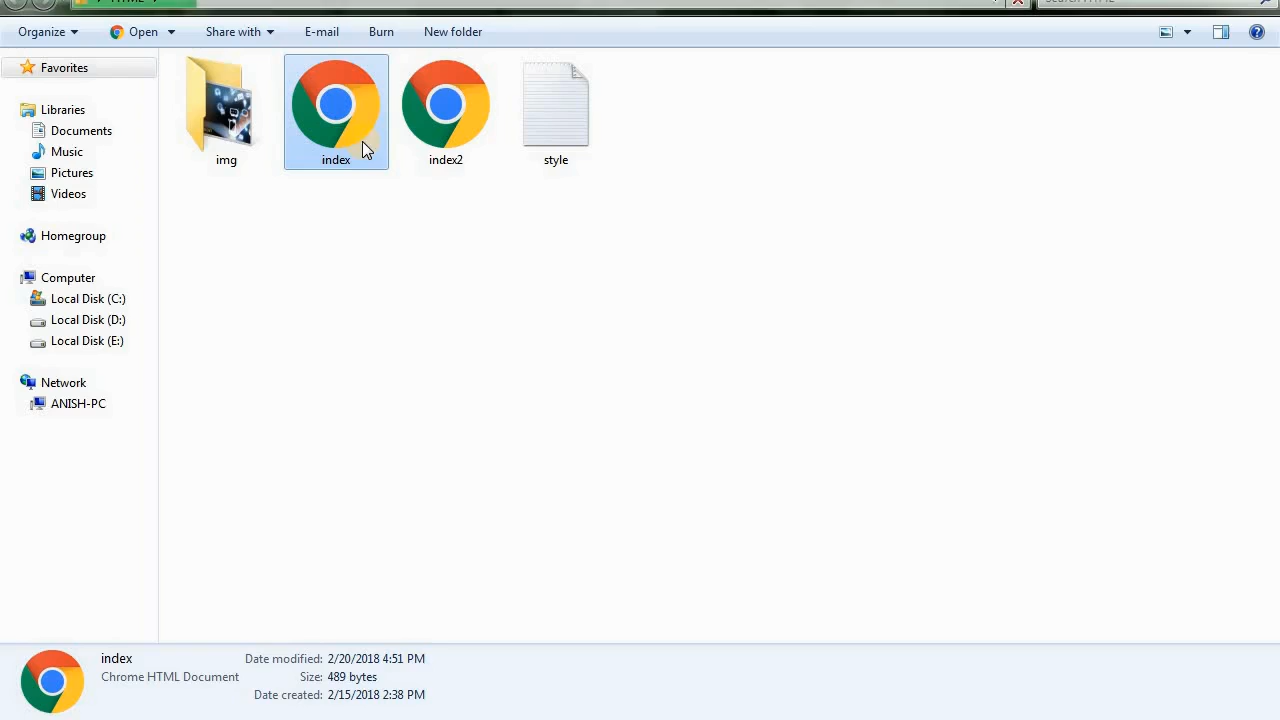 Organize Open Share with E-mail Burn New folder
Favorites
Libraries
Documents
Music
Pictures
Videos
Homegroup
Computer
Local Disk (C:)
Local Disk (D:)
Local Disk (E:)
Network
ANISH-PC
img index index2 style
index Date modified: 2/20/2018 4:51 PM
Chrome HTML Document Size: 489 bytes
Date created: 2/15/2018 2:38 PM